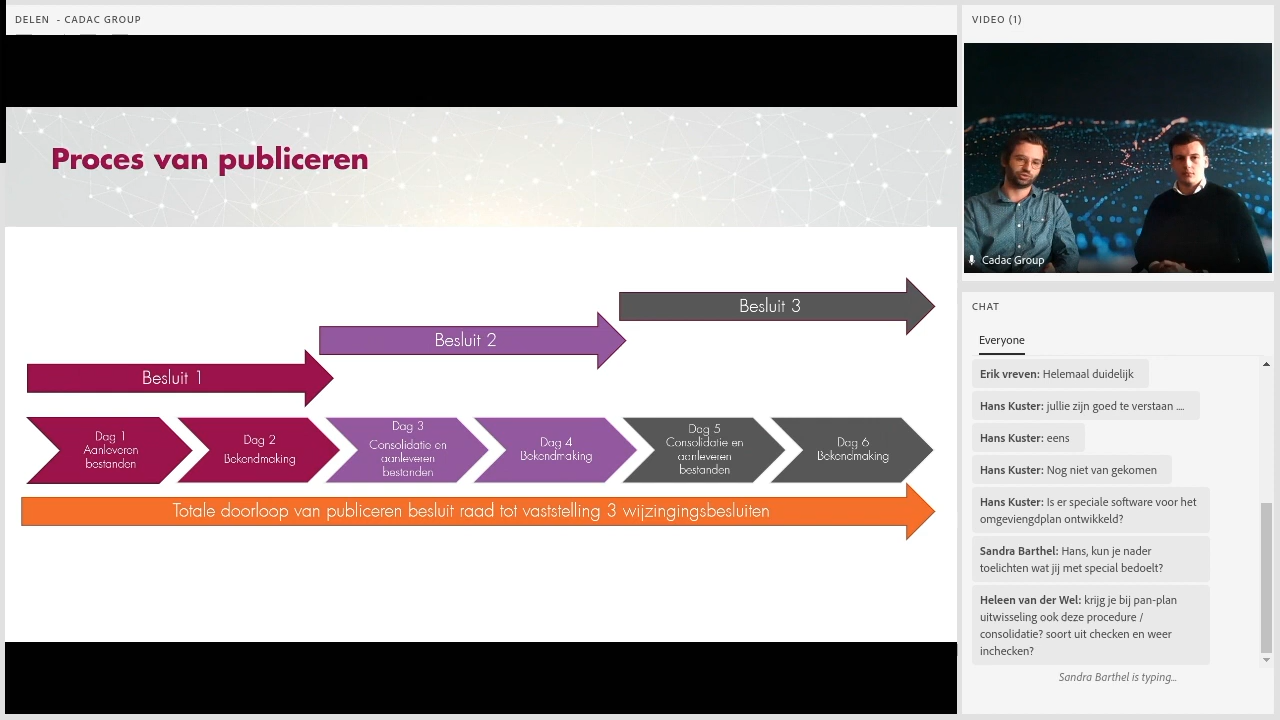 DELEN - CADAC GROUP
Proces van publiceren
Besluit 3
Besluit 2
Besluit 1
Dag 1
Aanleveren
bestanden
Dag 2
Bekendmaking
Dag 3
Consolidatie en
aanleveren
bestanden
Dag 4
Bekendmaking
Dag 5
Consolidatie en
aanleveren
bestanden
Dag 6
Bekendmaking
Totale doorloop van publiceren besluit raad tot vaststelling 3 wijzingingsbesluiten
VIDEO (1)
Cadac Group
CHAT
Everyone
Erik vreven: Helemaal duidelijk
Hans Kuster: jullie zijn goed te verstaan ....
Hans Kuster: eens
Hans Kuster: Nog niet van gekomen
Hans Kuster: Is er speciale software voor het
omgeviengdplan ontwikkeld?
Sandra Barthel: Hans, kun je nader
toelichten wat jij met special bedoelt?
Heleen van der Wel: krijg je bij pan-plan
uitwisseling ook deze procedure /
consolidatie? soort uit checken en weer
inchecken?
Sandra Barthel is typing...